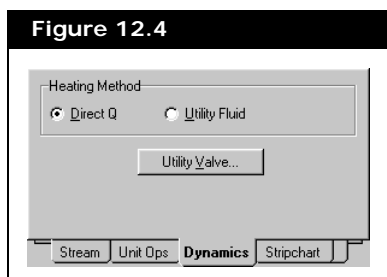 Figure 12.4
Heating Method
Direct Q Utility Fluid
Utility Valve...
Stream Unit Ops Dynamics Stripchart